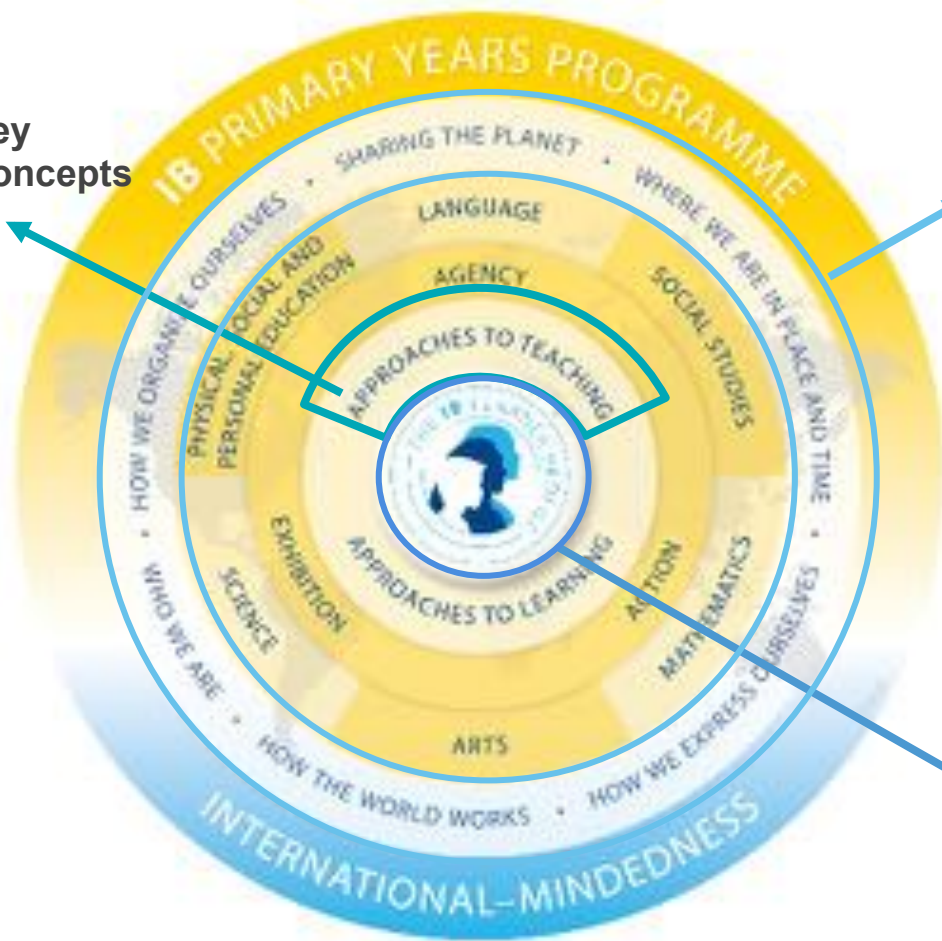 IB PRIMARY YEARS PROGRAMME
ey
oncepts
HOW WE ORGANIZE OURSELVES • SHARING THE PLANET • WHERE WE ARE IN PLACE AND TIME •
LANGUAGE
SOCIAL STUDIES
PHYSICAL, SOCIAL AND
PERSONAL EDUCATION
AGENCY
APPROACHES TO TEACHING
APPROACHES TO LEARNING
EXHIBITION
ACTION
SCIENCE
MATHEMATICS
ARTS
• WHO WE ARE • HOW THE WORLD WORKS • HOW WE EXPRESS OURSELVES
INTERNATIONAL–MINDEDNESS